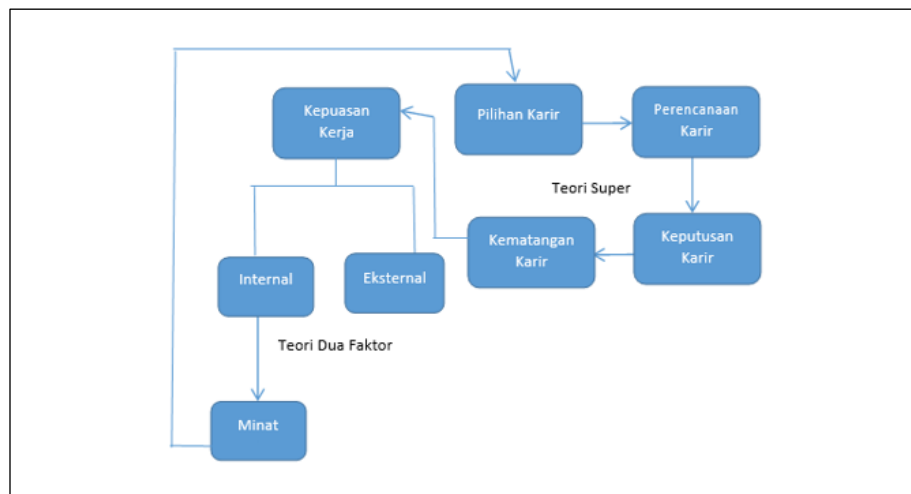 Kepuasan
Kerja
Pilihan Karir
Perencanaan
Karir
Teori Super
Kematangan
Karir
Keputusan
Karir
Internal
Eksternal
Teori Dua Faktor
Minat